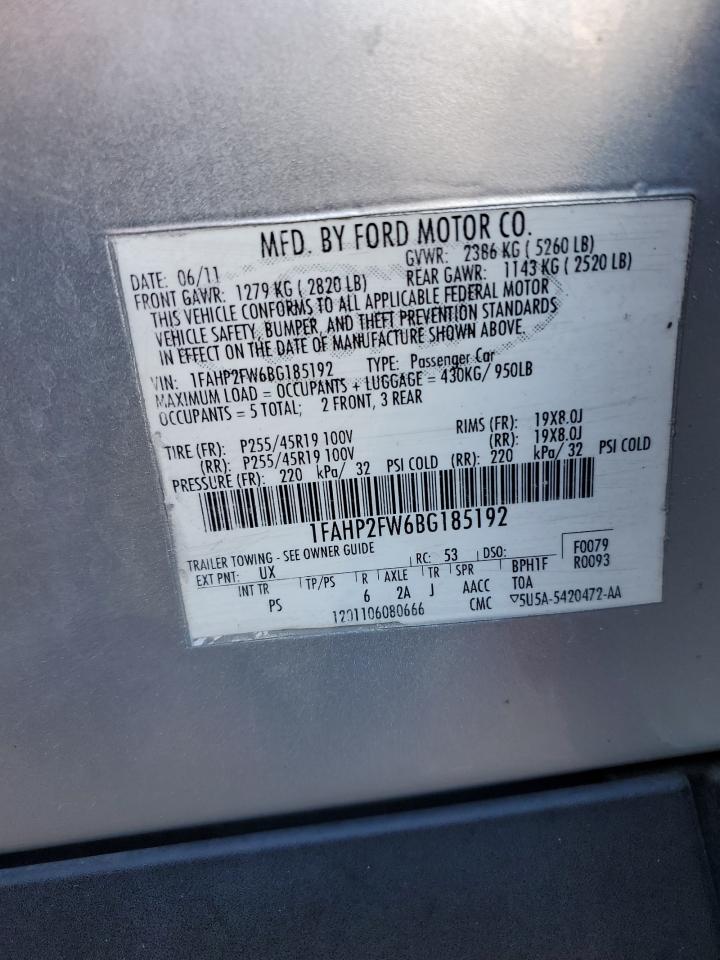 MFD. BY FORD MOTOR CO.
DATE: 06/11 GVWR: 2386 KG ( 5260 LB)
FRONT GAWR: 1279 KG ( 2820 LB) REAR GAWR: 1143 KG ( 2520 LB)
THIS VEHICLE CONFORMS TO ALL APPLICABLE FEDERAL MOTOR
VEHICLE SAFETY, BUMPER, AND THEFT PREVENTION STANDARDS
IN EFFECT ON THE DATE OF MANUFACTURE SHOWN ABOVE.
VIN: 1FAHP2FW6BG185192 TYPE: Passenger Car
MAXIMUM LOAD = OCCUPANTS + LUGGAGE = 430KG/ 950LB
OCCUPANTS = 5 TOTAL; 2 FRONT, 3 REAR
TIRE (FR): P255/45R19 100V RIMS (FR): 19X8.0J
(RR): P255/45R19 100V (RR): 19X8.0J
PRESSURE (FR): 220 kPa/ 32 PSI COLD (RR): 220 kPa/ 32 PSI COLD
1FAHP2FW6BG185192
TRAILER TOWING - SEE OWNER GUIDE
EXT PNT: UX RC: 53 DSO: F0079
INT TR TP/PS R AXLE TR SPR BPH1F R0093
PS 6 2A J AACC TOA
1201106080666 CMC ▽5U5A-5420472-AA